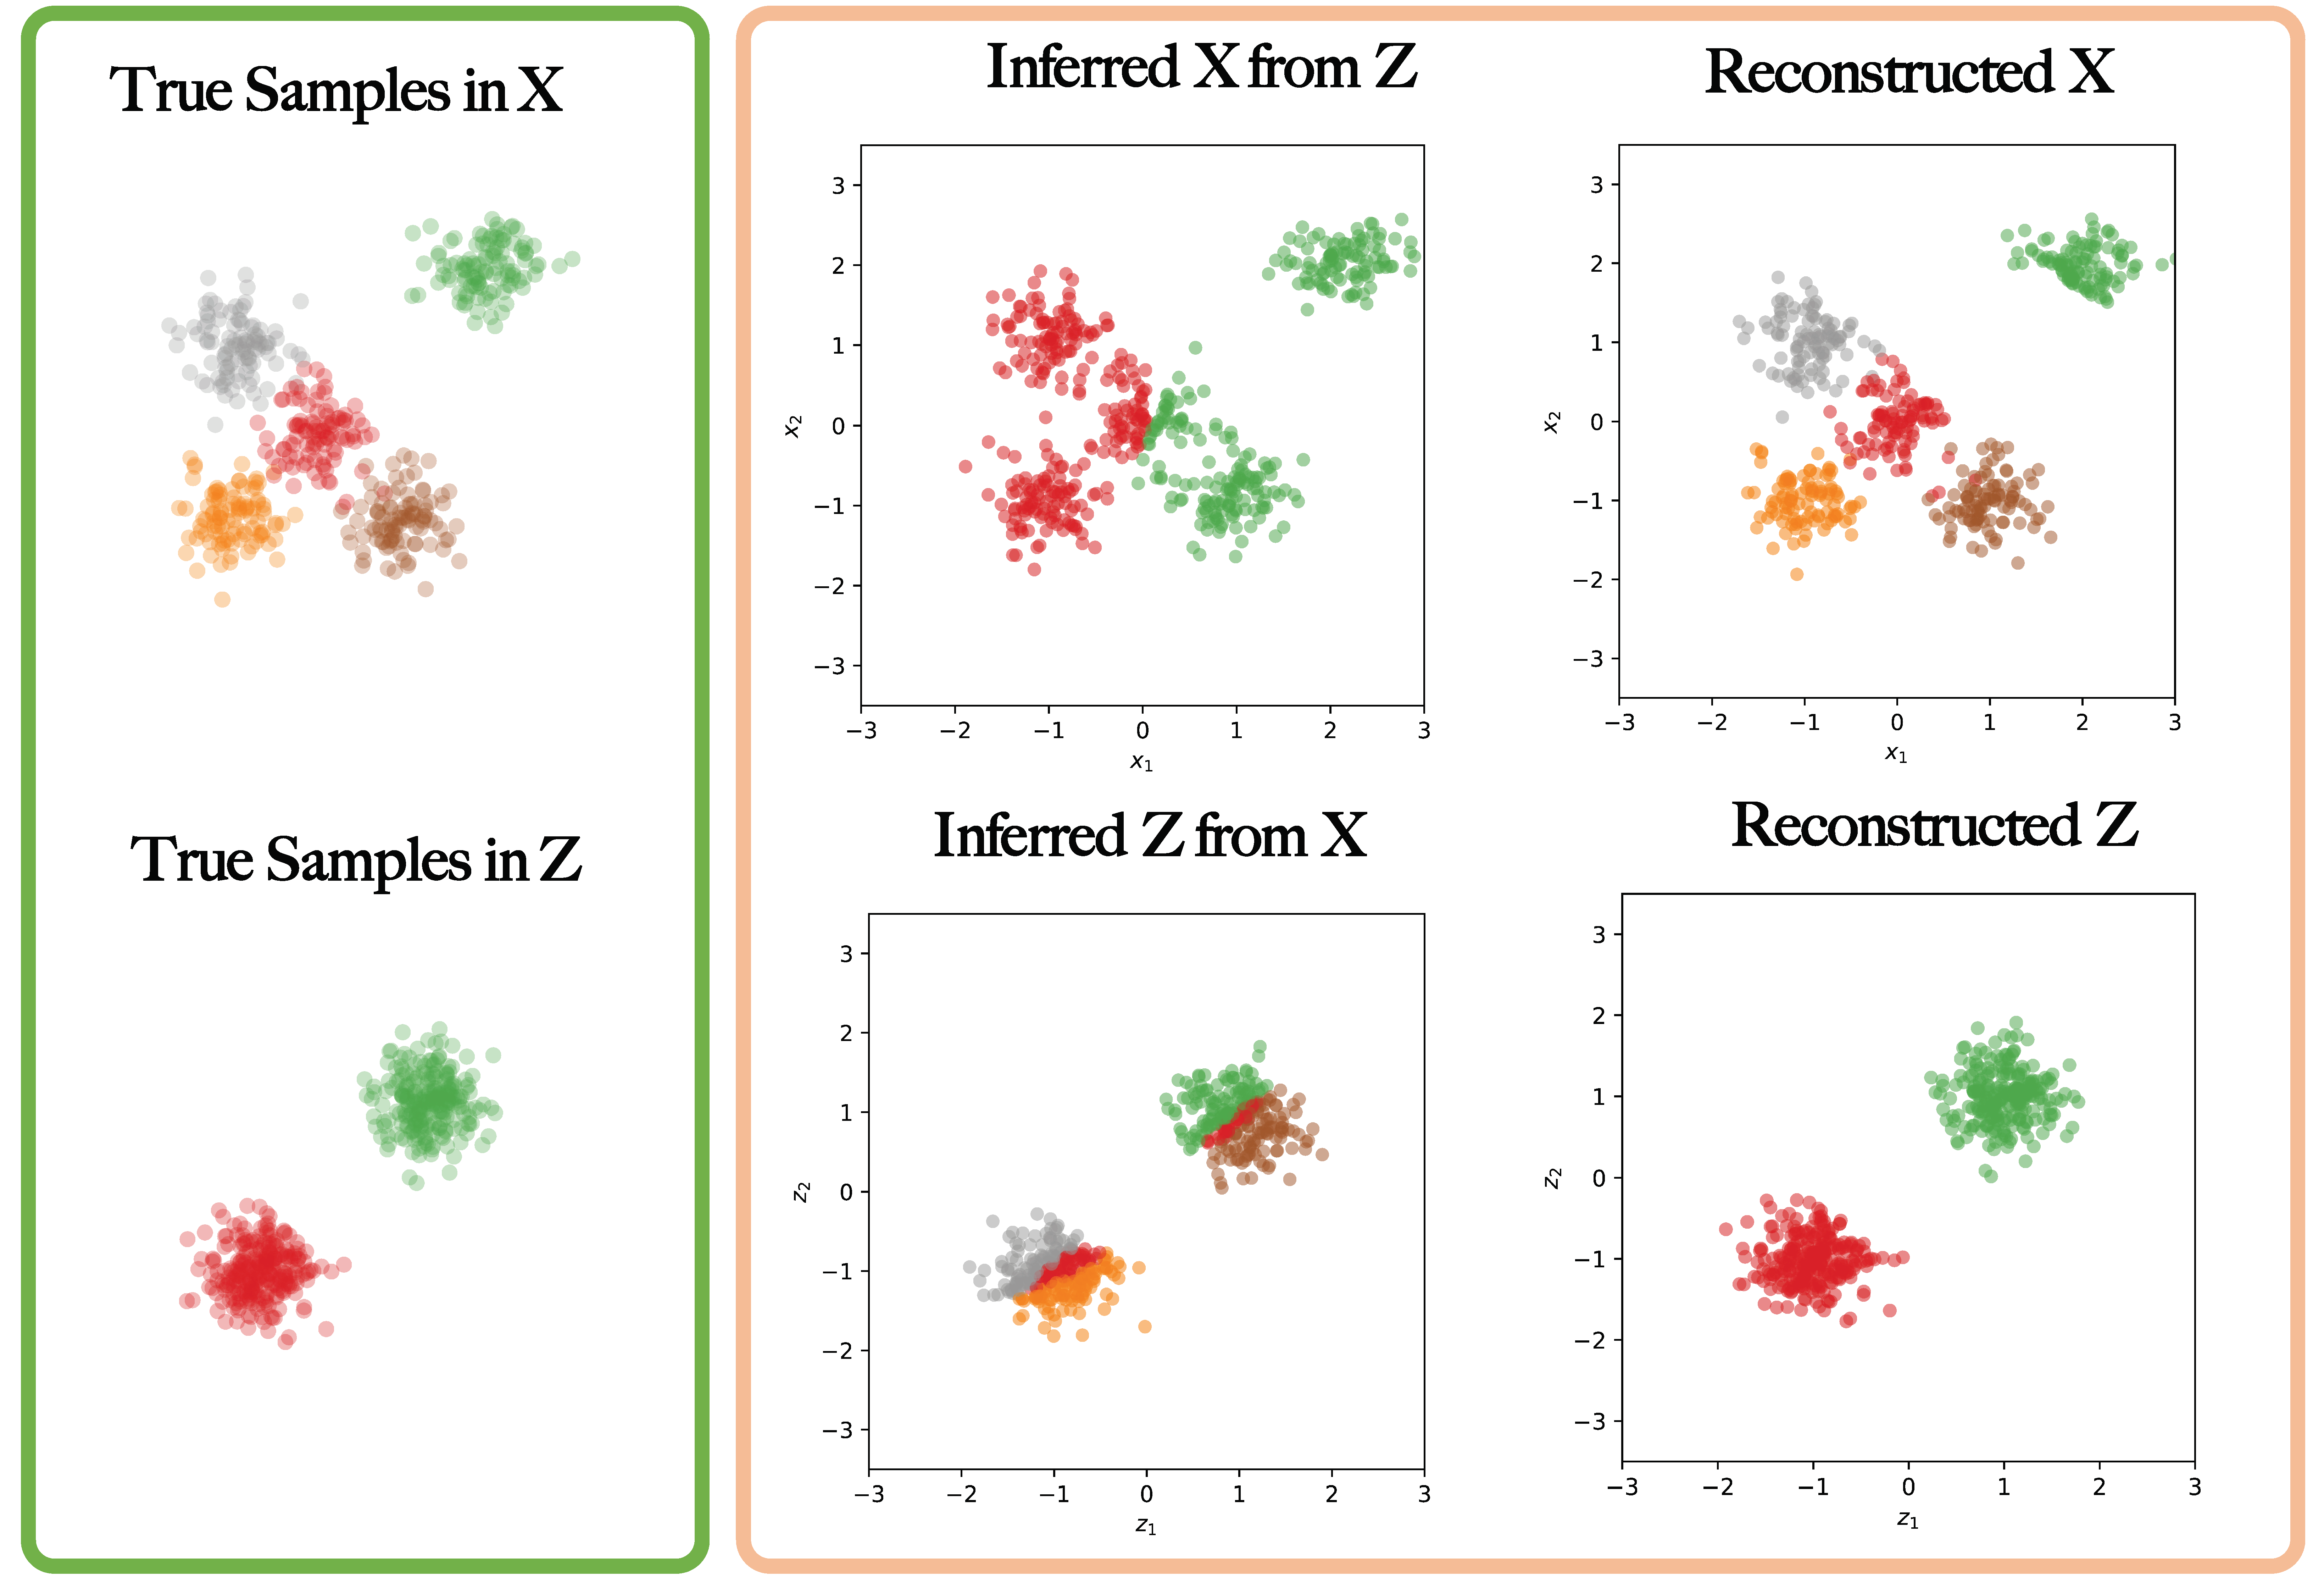 True Samples in X
Inferred X from Z
Reconstructed X
3
2
1
0
−1
−2
−3
x₂
−3 −2 −1 0 1 2 3
x₁
3
2
1
0
−1
−2
−3
x₂
−3 −2 −1 0 1 2 3
x₁
True Samples in Z
Inferred Z from X
Reconstructed Z
3
2
1
0
−1
−2
−3
z₂
−3 −2 −1 0 1 2 3
z₁
3
2
1
0
−1
−2
−3
z₂
−3 −2 −1 0 1 2 3
z₁